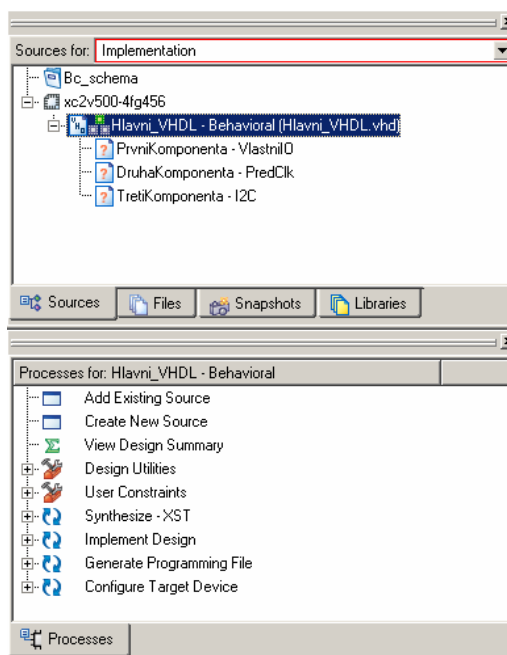 Sources for: Implementation
Bc_schema
xc2v500-4fg456
Hlavni_VHDL - Behavioral (Hlavni_VHDL.vhd)
PrvniKomponenta - VlastniIO
DruhaKomponenta - PredClk
TretiKomponenta - I2C
Sources Files Snapshots Libraries
Processes for: Hlavni_VHDL - Behavioral
Add Existing Source
Create New Source
View Design Summary
Design Utilities
User Constraints
Synthesize - XST
Implement Design
Generate Programming File
Configure Target Device
Processes